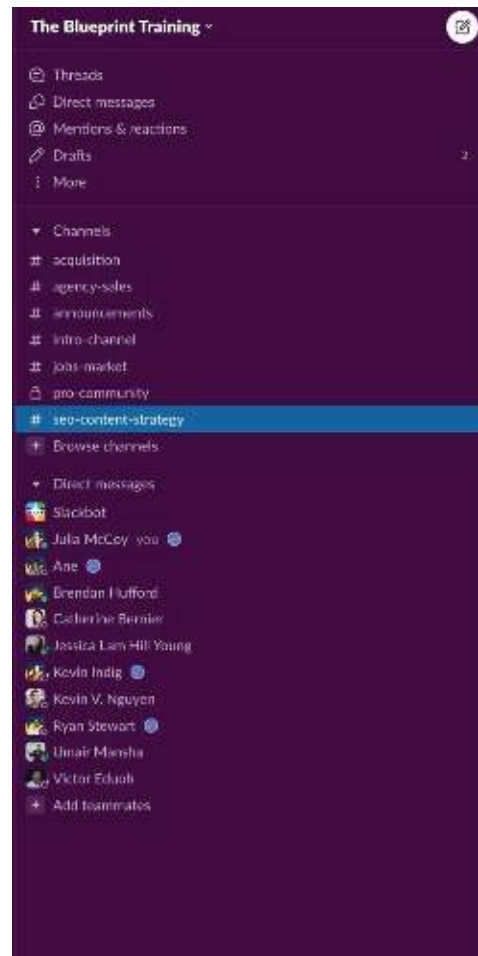 The Blueprint Training
Threads
Direct messages
Mentions & reactions
Drafts 2
More
Channels
# acquisition
# agency-sales
# announcements
# intro-channel
# jobs-market
pro-community
# seo-content-strategy
+ Browse channels
Direct messages
Slackbot
Julia McCoy you
Ane
Brendan Hufford
Catherine Bernier
Jessica Lam Hill Young
Kevin Indig
Kevin V. Nguyen
Ryan Stewart
Umair Mansha
Victor Eduoh
+ Add teammates